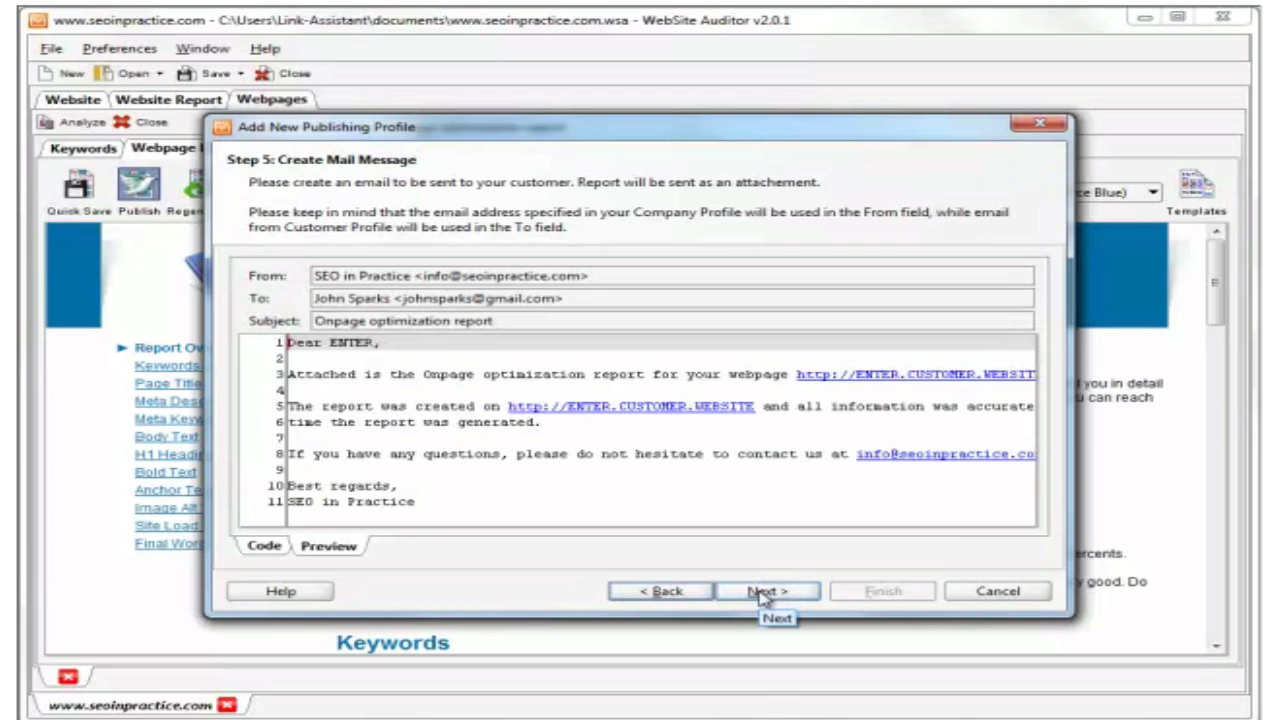 www.seoinpractice.com - C:\Users\Link-Assistant\documents\www.seoinpractice.com.wsa - WebSite Auditor v2.0.1
File Preferences Window Help
New Open Save Close
Website Website Report Webpages
Analyze Close
Keywords Webpage
Quick Save Publish Regen
ce Blue)
Templates
Add New Publishing Profile
Step 5: Create Mail Message
Please create an email to be sent to your customer. Report will be sent as an attachement.
Please keep in mind that the email address specified in your Company Profile will be used in the From field, while email
from Customer Profile will be used in the To field.
From: SEO in Practice <info@seoinpractice.com>
To: John Sparks <johnsparks@gmail.com>
Subject: Onpage optimization report
1 Dear ENTER,
2
3 Attached is the Onpage optimization report for your webpage http://ENTER.CUSTOMER.WEBSIT
4
5 The report was created on http://ENTER.CUSTOMER.WEBSITE and all information was accurate
6 time the report was generated.
7
8 If you have any questions, please do not hesitate to contact us at info@seoinpractice.co
9
10 Best regards,
11 SEO in Practice
Code Preview
Help < Back Next > Finish Cancel
Next
Report Ov
Keywords
Page Title
Meta Desc
Meta Keyw
Body Text
H1 Headi
Bold Text
Anchor Te
Image Alt
Site Load
Final Wor
you in detail
u can reach
ercents.
y good. Do
Keywords
www.seoinpractice.com